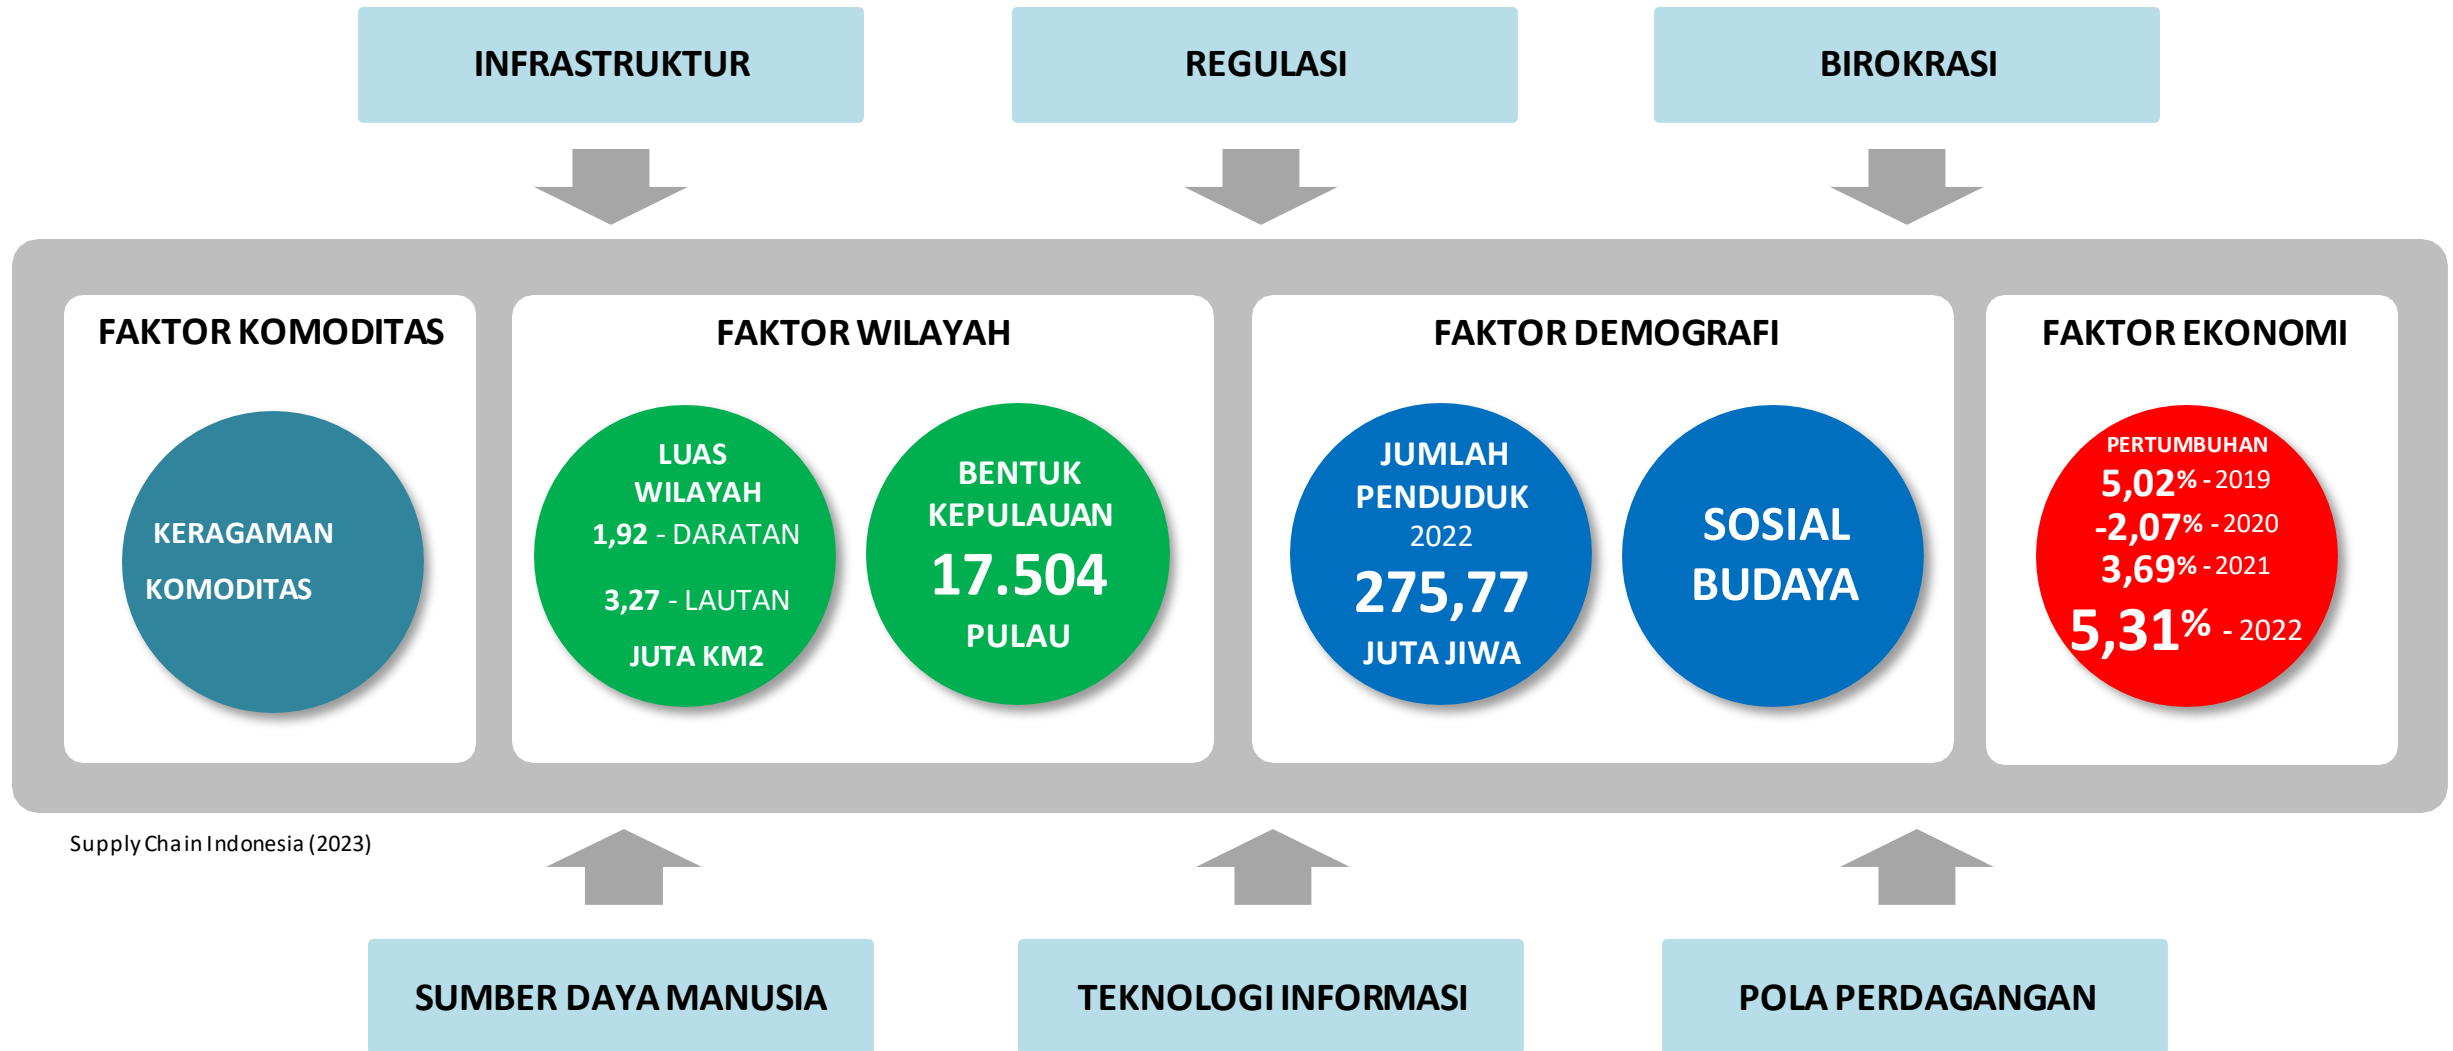 INFRASTRUKTUR
REGULASI
BIROKRASI
FAKTOR KOMODITAS
KERAGAMAN
KOMODITAS
FAKTOR WILAYAH
LUAS
WILAYAH
1,92 - DARATAN
3,27 - LAUTAN
JUTA KM2
BENTUK
KEPULAUAN
17.504
PULAU
FAKTOR DEMOGRAFI
JUMLAH
PENDUDUK
2022
275,77
JUTA JIWA
SOSIAL
BUDAYA
FAKTOR EKONOMI
PERTUMBUHAN
5,02% - 2019
-2,07% - 2020
3,69% - 2021
5,31% - 2022
Supply Chain Indonesia (2023)
SUMBER DAYA MANUSIA
TEKNOLOGI INFORMASI
POLA PERDAGANGAN